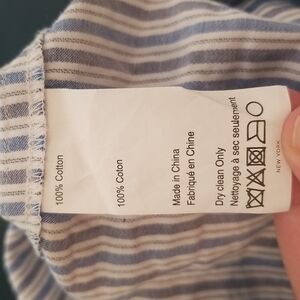 100% Cotton
100% Coton
Made in China
Fabriqué en Chine
Dry clean Only
Nettoyage à sec seulement
NEW YORK